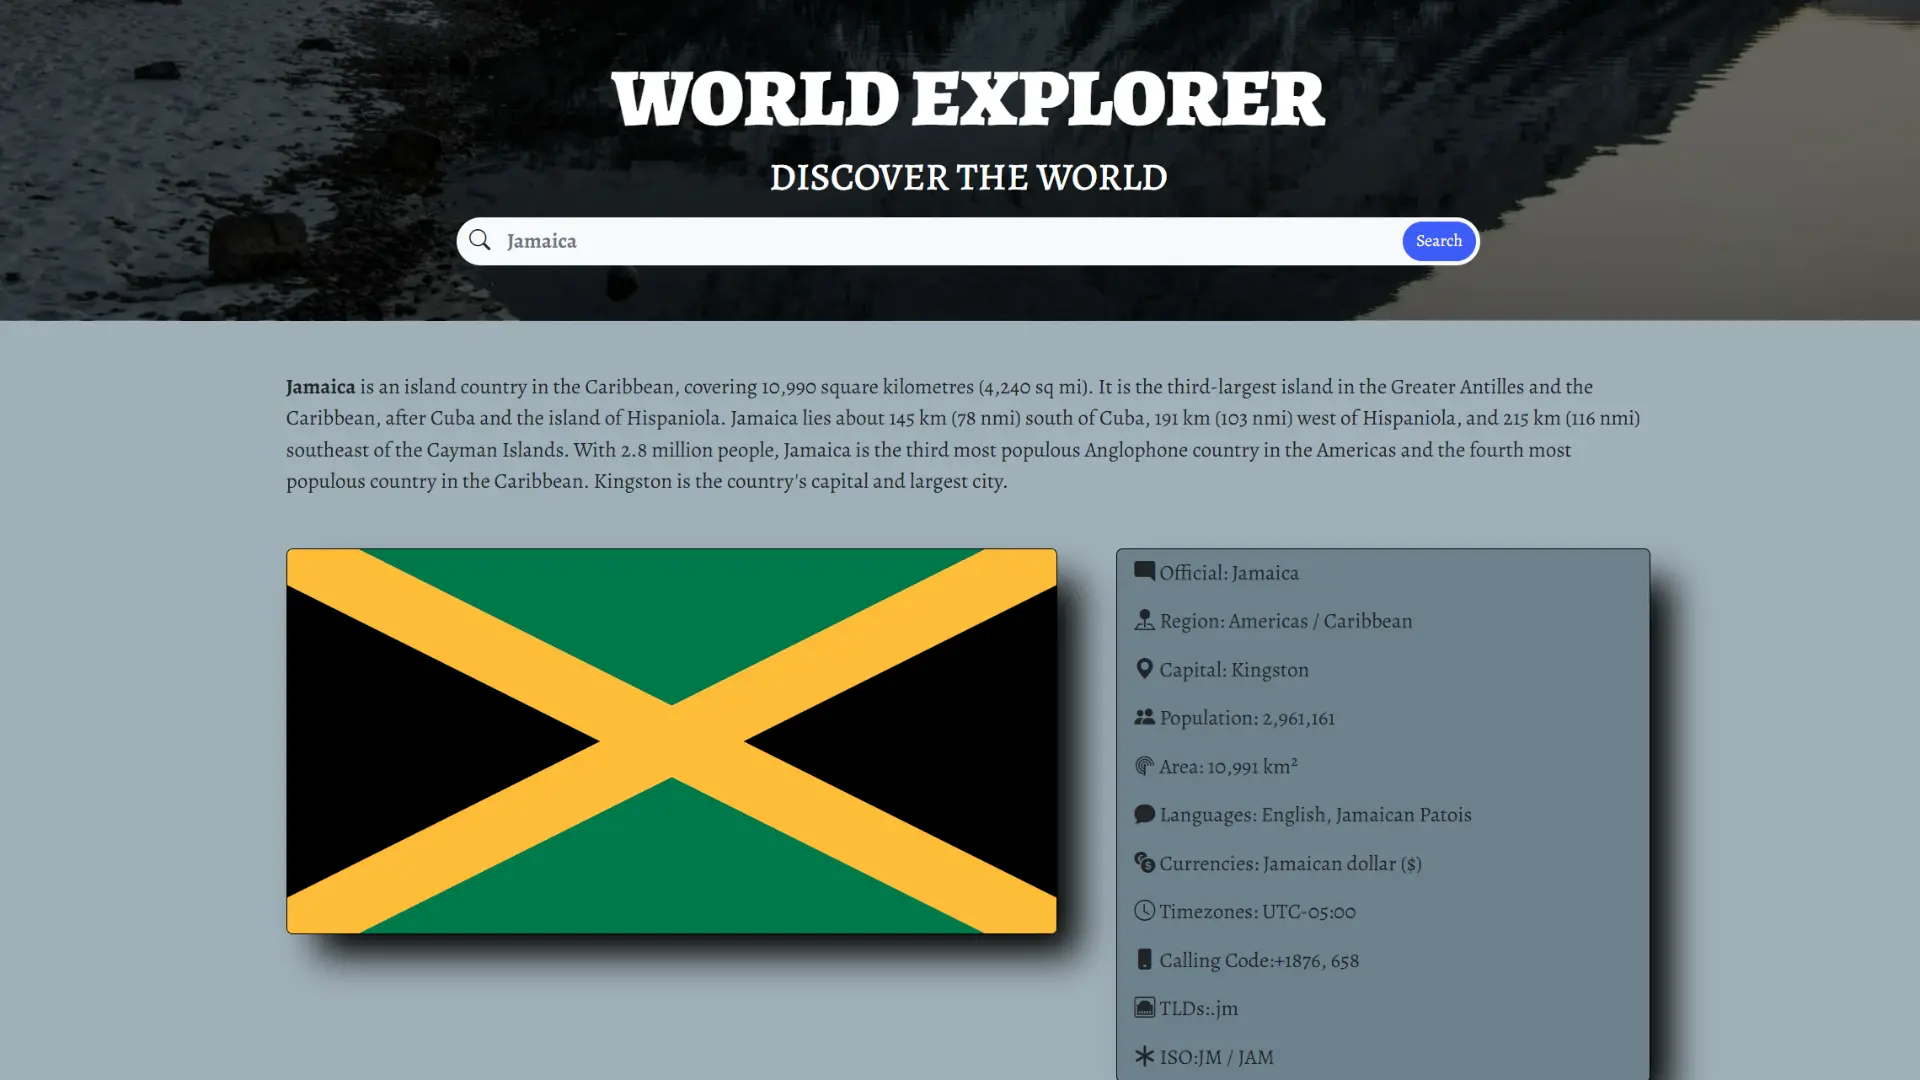 WORLD EXPLORER
DISCOVER THE WORLD
Jamaica
Search
Jamaica is an island country in the Caribbean, covering 10,990 square kilometres (4,240 sq mi). It is the third-largest island in the Greater Antilles and the
Caribbean, after Cuba and the island of Hispaniola. Jamaica lies about 145 km (78 nmi) south of Cuba, 191 km (103 nmi) west of Hispaniola, and 215 km (116 nmi)
southeast of the Cayman Islands. With 2.8 million people, Jamaica is the third most populous Anglophone country in the Americas and the fourth most
populous country in the Caribbean. Kingston is the country's capital and largest city.
Official: Jamaica
Region: Americas / Caribbean
Capital: Kingston
Population: 2,961,161
Area: 10,991 km²
Languages: English, Jamaican Patois
Currencies: Jamaican dollar ($)
Timezones: UTC-05:00
Calling Code:+1876, 658
TLDs:.jm
ISO:JM / JAM